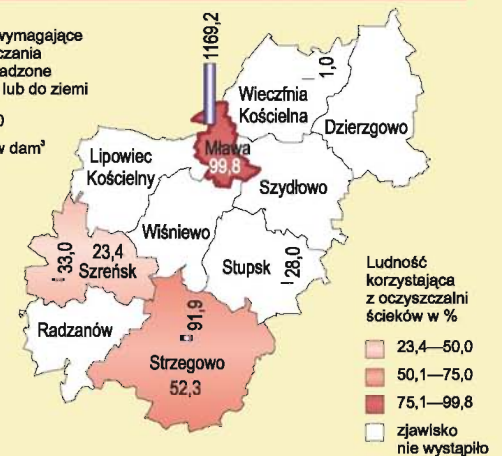 wymagające
czania
adzone
lub do ziemi
0
w dam³
1169,2
1,0
Wieczfnia
Kościelna
Dzierzgowo
Lipowiec
Kościelny
Mława
99,8
Szydłowo
Wiśniewo
33,0
23,4
Szreńsk
Stupsk
28,0
Radzanów
91,9
Strzegowo
52,3
Ludność
korzystająca
z oczyszczalni
ścieków w %
23,4—50,0
50,1—75,0
75,1—99,8
zjawisko
nie wystąpiło